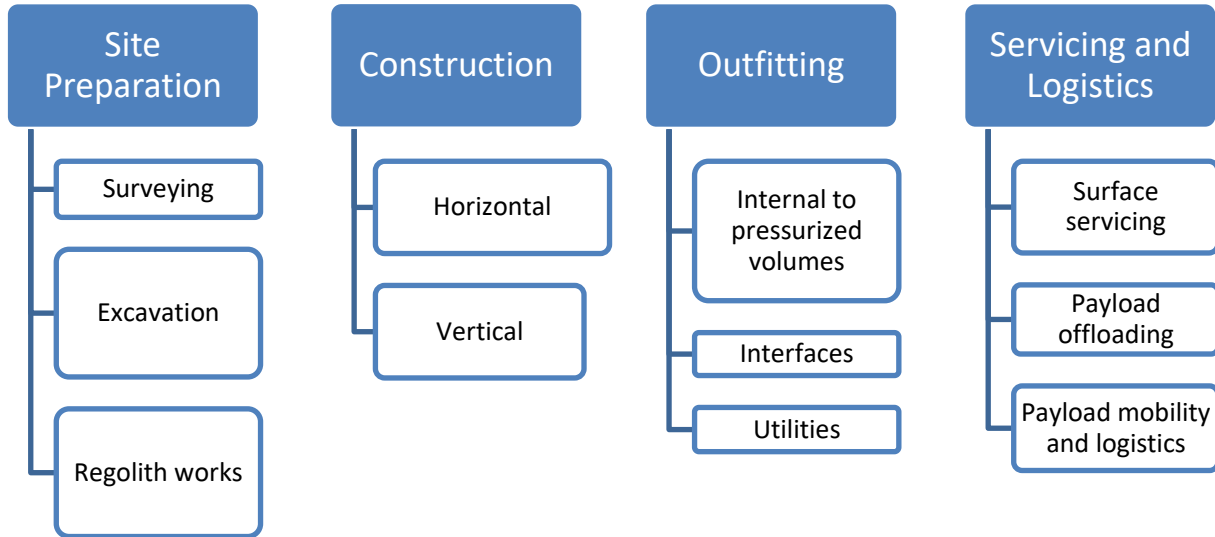 Site
Preparation
Surveying
Excavation
Regolith works
Construction
Horizontal
Vertical
Outfitting
Internal to
pressurized
volumes
Interfaces
Utilities
Servicing and
Logistics
Surface
servicing
Payload
offloading
Payload mobility
and logistics